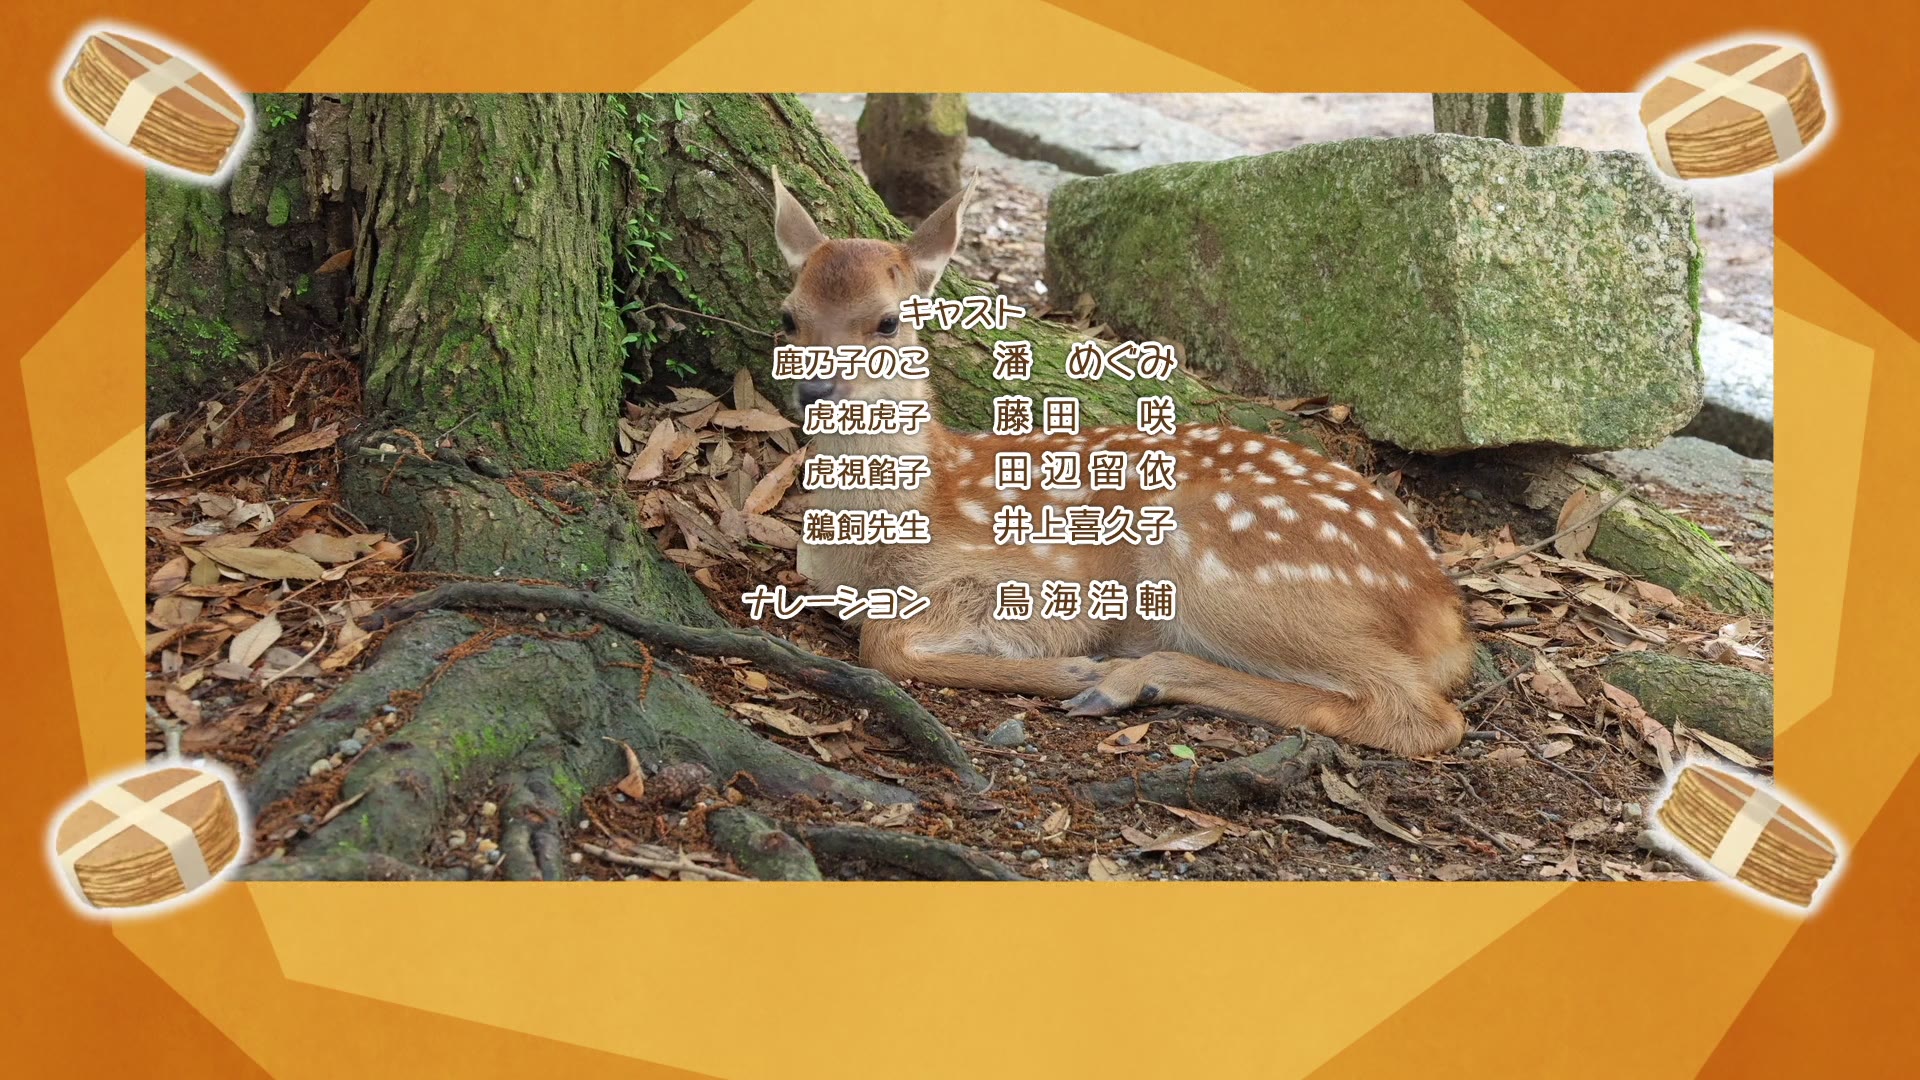 キャスト
鹿乃子のこ 潘 めぐみ
虎視虎子 藤田 咲
虎視餡子 田辺留依
鵜飼先生 井上喜久子
ナレーション 鳥海浩輔